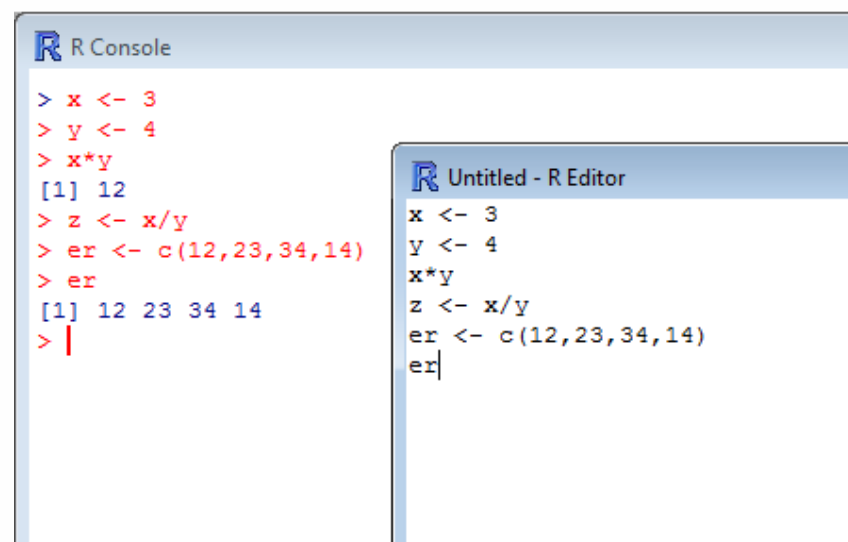 R Console
> x <- 3
> y <- 4
> x*y
[1] 12
> z <- x/y
> er <- c(12,23,34,14)
> er
[1] 12 23 34 14
>
Untitled - R Editor
x <- 3
y <- 4
x*y
z <- x/y
er <- c(12,23,34,14)
er